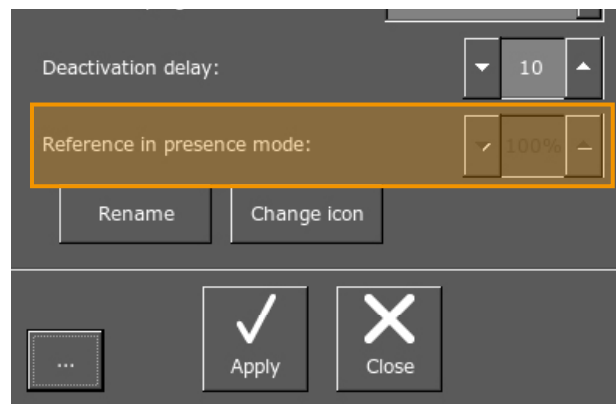 Deactivation delay: 10
Reference in presence mode: 100%
Rename Change icon
... Apply Close